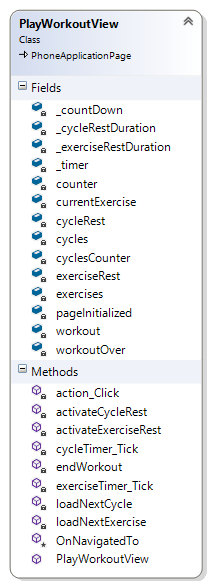 PlayWorkoutView
Class
PhoneApplicationPage
Fields
_countDown
_cycleRestDuration
_exerciseRestDuration
_timer
counter
currentExercise
cycleRest
cycles
cyclesCounter
exerciseRest
exercises
pageInitialized
workout
workoutOver
Methods
action_Click
activateCycleRest
activateExerciseRest
cycleTimer_Tick
endWorkout
exerciseTimer_Tick
loadNextCycle
loadNextExercise
OnNavigatedTo
PlayWorkoutView